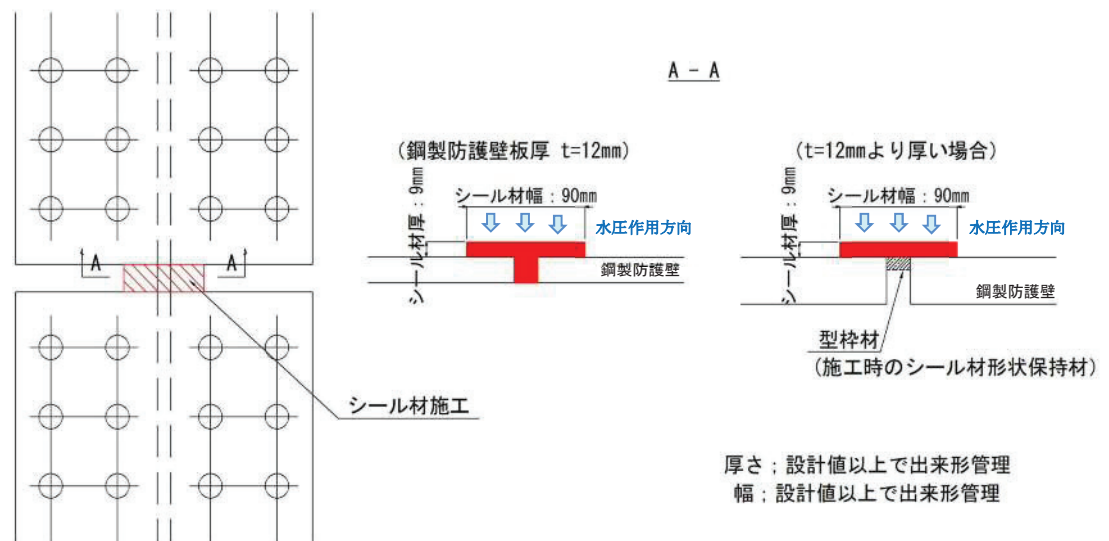 A - A
(鋼製防護壁板厚 t=12mm)
シール材幅:90mm
シール材厚:9mm
水圧作用方向
鋼製防護壁
(t=12mmより厚い場合)
シール材幅:90mm
シール材厚:9mm
水圧作用方向
鋼製防護壁
型枠材
(施工時のシール材形状保持材)
A
A
シール材施工
厚さ;設計値以上で出来形管理
幅;設計値以上で出来形管理